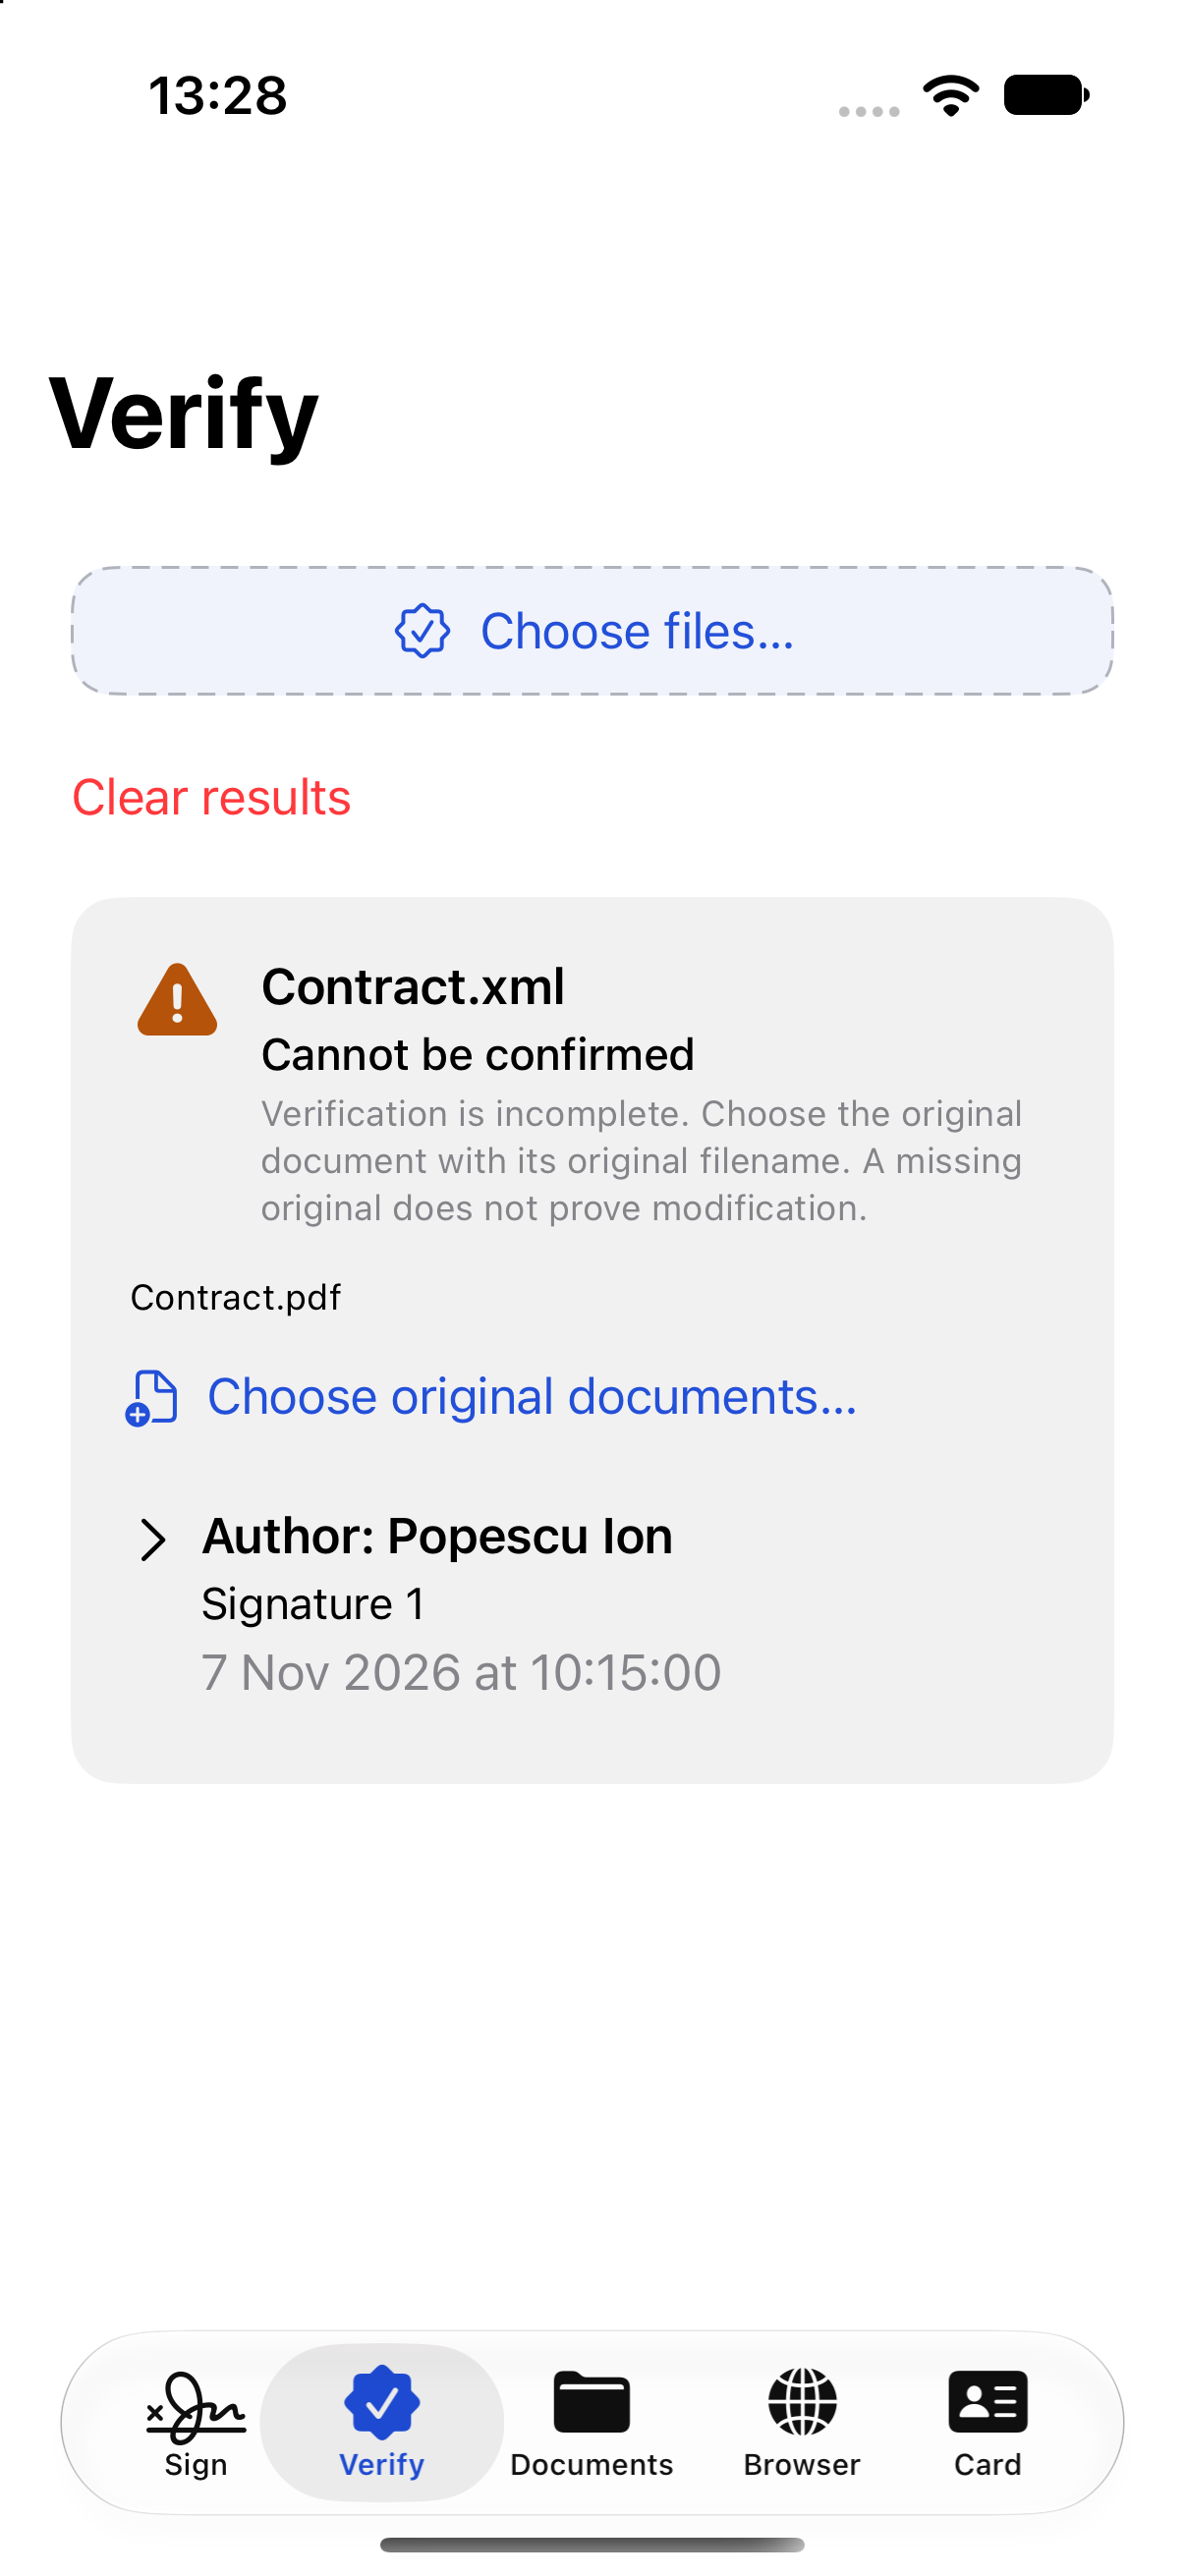 13:28
Verify
Choose files...
Clear results
Contract.xml
Cannot be confirmed
Verification is incomplete. Choose the original
document with its original filename. A missing
original does not prove modification.
Contract.pdf
Choose original documents...
Author: Popescu Ion
Signature 1
7 Nov 2026 at 10:15:00
Sign
Verify
Documents
Browser
Card